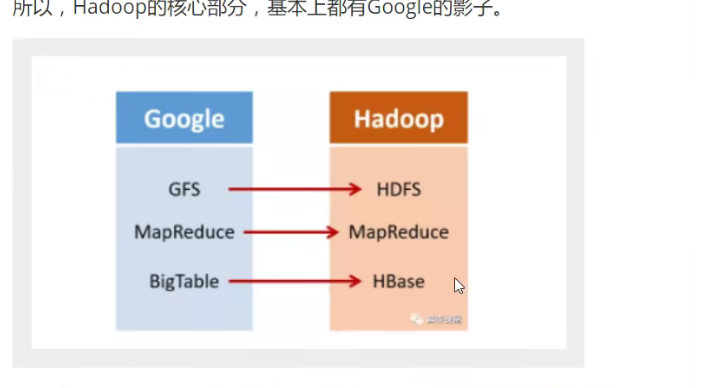 所以，Hadoop的核心部分，基本上都有Google的影子。
Google Hadoop
GFS HDFS
MapReduce MapReduce
BigTable HBase